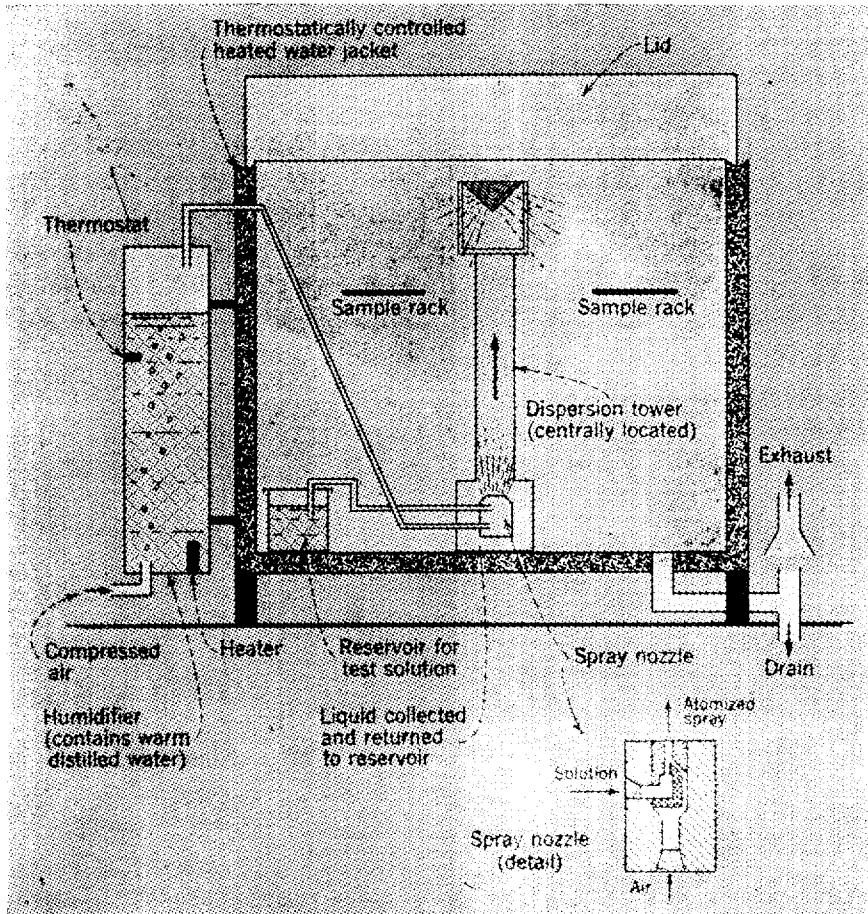 Thermostatically controlled
heated water jacket
Lid
Thermostat
Sample rack
Sample rack
Dispersion tower
(centrally located)
Exhaust
Compressed
air
Heater
Reservoir for
test solution
Spray nozzle
Drain
Humidifier
(contains warm
distilled water)
Liquid collected
and returned
to reservoir
Atomized
spray
Solution
Spray nozzle
(detail)
Air